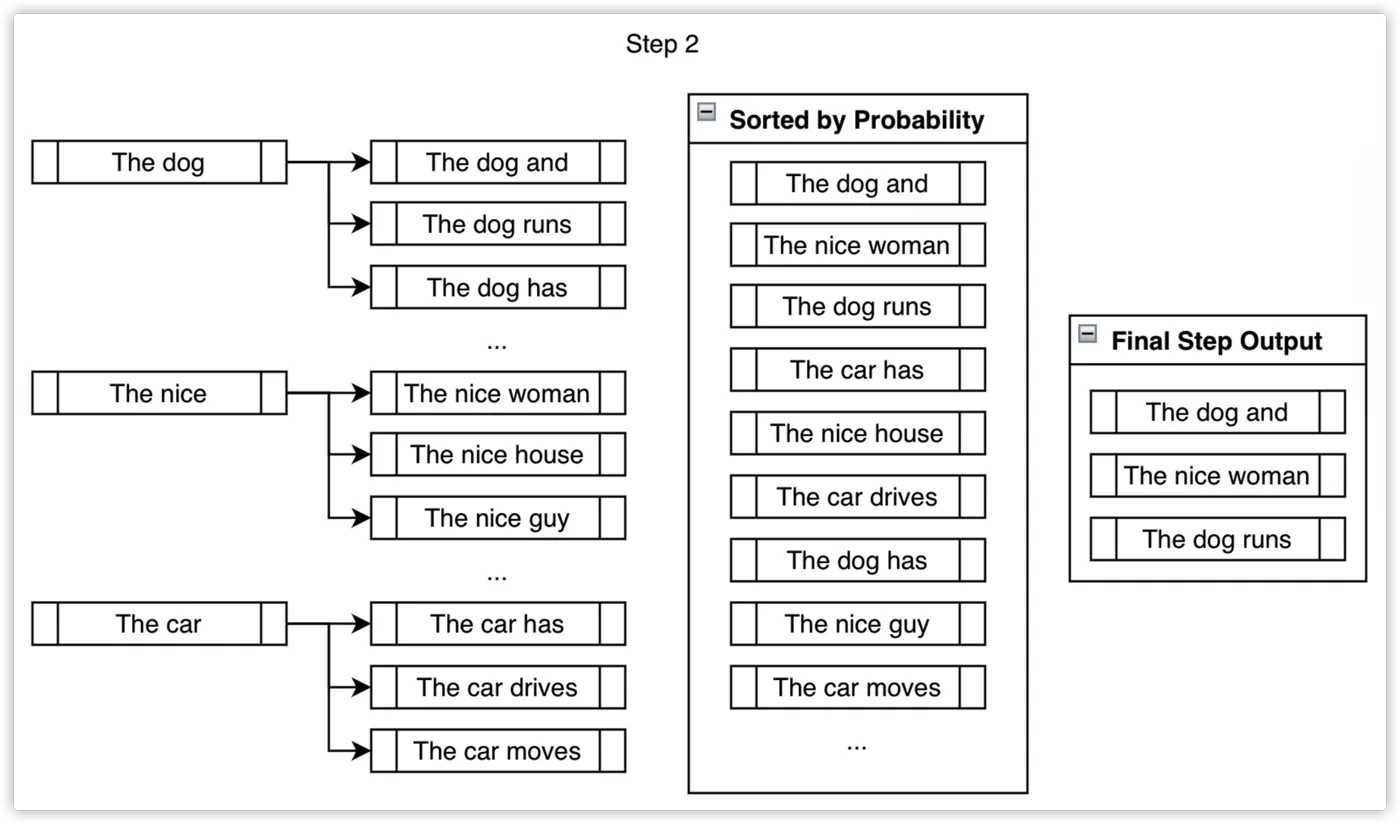 Step 2
The dog
The dog and
The dog runs
The dog has
...
The nice
The nice woman
The nice house
The nice guy
...
The car
The car has
The car drives
The car moves
Sorted by Probability
The dog and
The nice woman
The dog runs
The car has
The nice house
The car drives
The dog has
The nice guy
The car moves
...
Final Step Output
The dog and
The nice woman
The dog runs